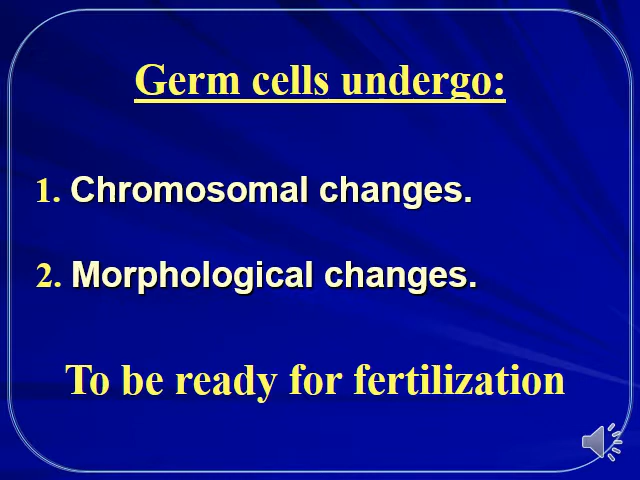 Germ cells undergo:
1. Chromosomal changes.
2. Morphological changes.
To be ready for fertilization